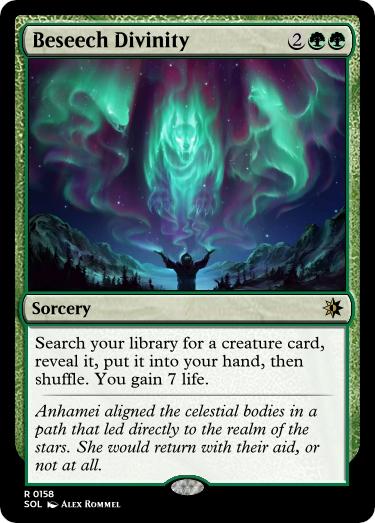 Beseech Divinity 2
Sorcery
Search your library for a creature card,
reveal it, put it into your hand, then
shuffle. You gain 7 life.
Anhamei aligned the celestial bodies in a
path that led directly to the realm of the
stars. She would return with their aid, or
not at all.
R 0158
SOL Alex Rommel